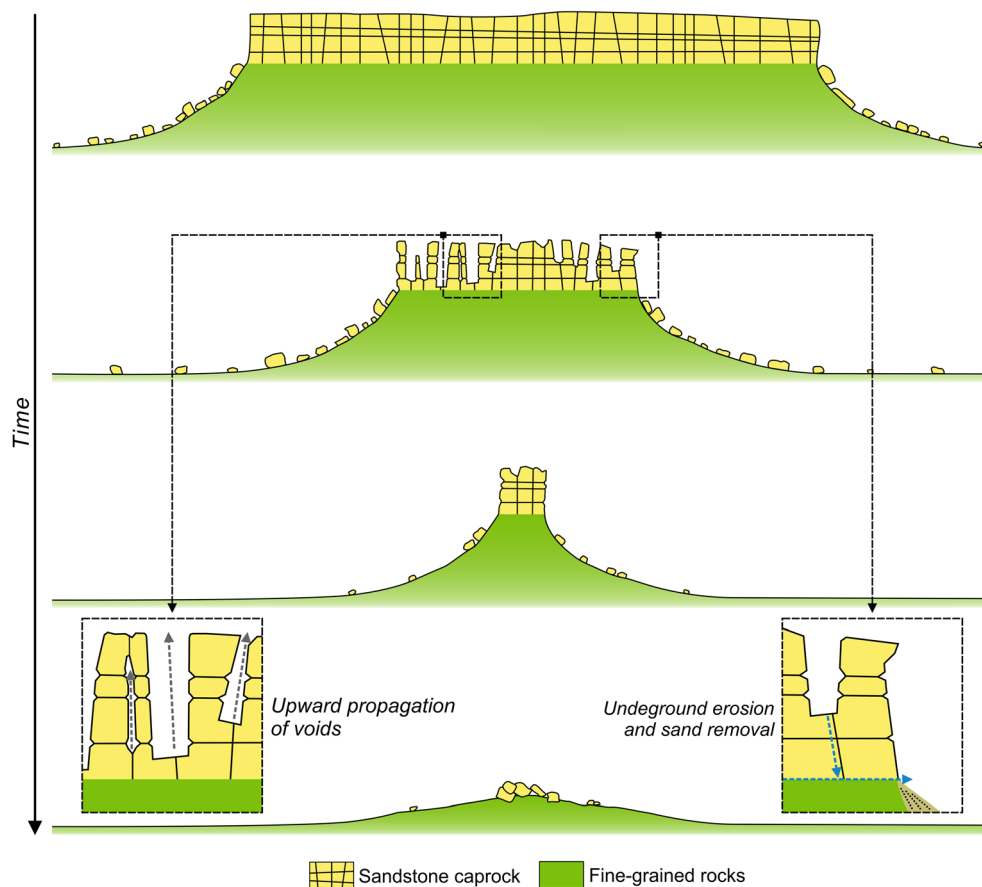 Time
Upward propagation
of voids
Undeground erosion
and sand removal
Sandstone caprock
Fine-grained rocks